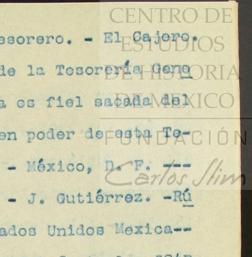 CENTRO DE
ESTUDIOS
DE HISTORIA
DE MEXICO
FUNDACIÓN
Carlos Slim
esorero. - El Cajero.
de la Tesorería Gene
a es fiel sacada del
en poder de esta Te-
- México, D. F. ---
- J. Gutiérrez. -Rú
ados Unidos Mexica--